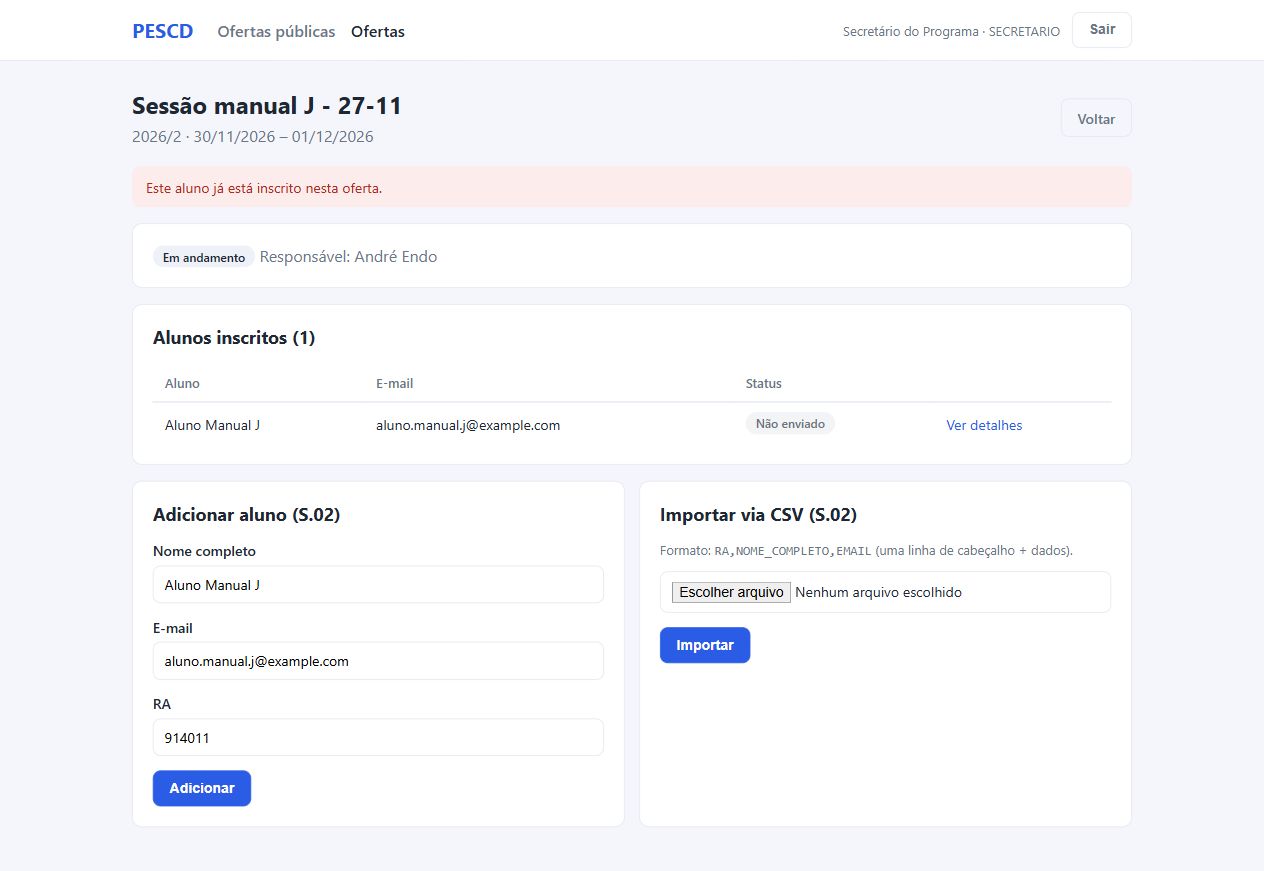 PESCD Ofertas públicas Ofertas Secretário do Programa · SECRETARIO Sair
Sessão manual J - 27-11
2026/2 · 30/11/2026 – 01/12/2026
Voltar
Este aluno já está inscrito nesta oferta.
Em andamento Responsável: André Endo
Alunos inscritos (1)
Aluno E-mail Status
Aluno Manual J aluno.manual.j@example.com Não enviado Ver detalhes
Adicionar aluno (S.02)
Nome completo
Aluno Manual J
E-mail
aluno.manual.j@example.com
RA
914011
Adicionar
Importar via CSV (S.02)
Formato: RA,NOME_COMPLETO,EMAIL (uma linha de cabeçalho + dados).
Escolher arquivo Nenhum arquivo escolhido
Importar